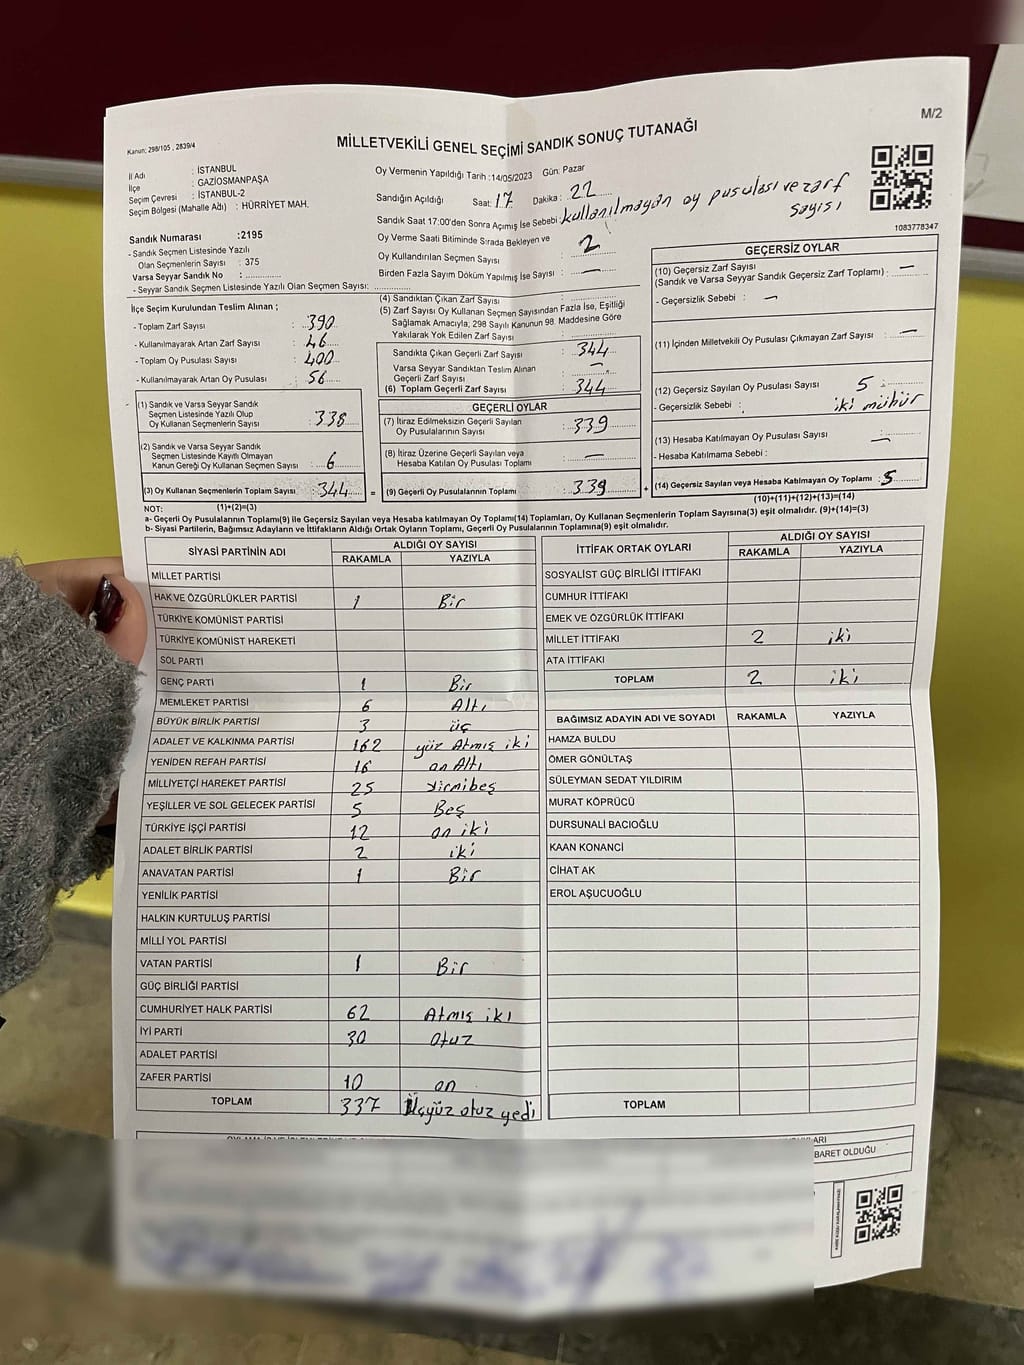 M/2
Kanun; 298/105 , 2839/4
MİLLETVEKİLİ GENEL SEÇİMİ SANDIK SONUÇ TUTANAĞI
İl Adı : İSTANBUL
İlçe : GAZİOSMANPAŞA
Seçim Çevresi : İSTANBUL-2
Seçim Bölgesi (Mahalle Adı) : HÜRRİYET MAH.
Sandık Numarası :2195
- Sandık Seçmen Listesinde Yazılı
Olan Seçmenlerin Sayısı : 375
Varsa Seyyar Sandık No : ............
- Seyyar Sandık Seçmen Listesinde Yazılı Olan Seçmen Sayısı: ............
Oy Vermenin Yapıldığı Tarih :14/05/2023 Gün: Pazar
Sandığın Açıldığı Saat: 17 Dakika : 22
Sandık Saat 17:00'den Sonra Açımış İse Sebebi : kullanılmayan oy pusulası ve zarf
sayısı
Oy Verme Saati Bitiminde Sırada Bekleyen ve
Oy Kullandırılan Seçmen Sayısı : 2
Birden Fazla Sayım Döküm Yapılmış İse Sayısı : —
1083778347
İlçe Seçim Kurulundan Teslim Alınan ;
- Toplam Zarf Sayısı : 390
- Kullanılmayarak Artan Zarf Sayısı : 46
- Toplam Oy Pusulası Sayısı : 400
- Kullanılmayarak Artan Oy Pusulası : 56
(1) Sandık ve Varsa Seyyar Sandık
Seçmen Listesinde Yazılı Olup
Oy Kullanan Seçmenlerin Sayısı : 338
(2) Sandık ve Varsa Seyyar Sandık
Seçmen Listesinde Kayıtlı Olmayan
Kanun Gereği Oy Kullanan Seçmen Sayısı : 6
(3) Oy Kullanan Seçmenlerin Toplam Sayısı : 344
(4) Sandıktan Çıkan Zarf Sayısı :
(5) Zarf Sayısı Oy Kullanan Seçmen Sayısından Fazla İse, Eşitliği
Sağlamak Amacıyla; 298 Sayılı Kanunun 98. Maddesine Göre
Yakılarak Yok Edilen Zarf Sayısı :
Sandıkta Çıkan Geçerli Zarf Sayısı : 344
Varsa Seyyar Sandıktan Teslim Alınan
Geçerli Zarf Sayısı : —
(6) Toplam Geçerli Zarf Sayısı : 344
GEÇERLİ OYLAR
(7) İtiraz Edilmeksizin Geçerli Sayılan
Oy Pusulalarının Sayısı : 339
(8) İtiraz Üzerine Geçerli Sayılan veya
Hesaba Katılan Oy Pusulası Toplamı : —
= (9) Geçerli Oy Pusulalarının Toplamı : 339 +
GEÇERSİZ OYLAR
(10) Geçersiz Zarf Sayısı
(Sandık ve Varsa Seyyar Sandık Geçersiz Zarf Toplamı) : —
- Geçersizlik Sebebi : —
(11) İçinden Milletvekili Oy Pusulası Çıkmayan Zarf Sayısı : —
(12) Geçersiz Sayılan Oy Pusulası Sayısı : 5
- Geçersizlik Sebebi : iki mühür
(13) Hesaba Katılmayan Oy Pusulası Sayısı : —
- Hesaba Katılmama Sebebi :
(14) Geçersiz Sayılan veya Hesaba Katılmayan Oy Toplamı : 5
NOT: (1)+(2)=(3) (10)+(11)+(12)+(13)=(14)
a- Geçerli Oy Pusulalarının Toplamı(9) ile Geçersiz Sayılan veya Hesaba katılmayan Oy Toplamı(14) Toplamları, Oy Kullanan Seçmenlerin Toplam Sayısına(3) eşit olmalıdır. (9)+(14)=(3)
b- Siyasi Partilerin, Bağımsız Adayların ve İttifakların Aldığı Ortak Oyların Toplamı, Geçerli Oy Pusulalarının Toplamına(9) eşit olmalıdır.
SİYASİ PARTİNİN ADI ALDIĞI OY SAYISI
RAKAMLA YAZIYLA
MİLLET PARTİSİ
HAK VE ÖZGÜRLÜKLER PARTİSİ 1 Bir
TÜRKİYE KOMÜNİST PARTİSİ
TÜRKİYE KOMÜNİST HAREKETİ
SOL PARTİ
GENÇ PARTİ 1 Bir
MEMLEKET PARTİSİ 6 Altı
BÜYÜK BİRLİK PARTİSİ 3 üç
ADALET VE KALKINMA PARTİSİ 162 yüz Atmış iki
YENİDEN REFAH PARTİSİ 16 on Altı
MİLLİYETÇİ HAREKET PARTİSİ 25 yirmibeş
YEŞİLLER VE SOL GELECEK PARTİSİ 5 Beş
TÜRKİYE İŞÇİ PARTİSİ 12 on iki
ADALET BİRLİK PARTİSİ 2 iki
ANAVATAN PARTİSİ 1 Bir
YENİLİK PARTİSİ
HALKIN KURTULUŞ PARTİSİ
MİLLİ YOL PARTİSİ
VATAN PARTİSİ 1 Bir
GÜÇ BİRLİĞİ PARTİSİ
CUMHURİYET HALK PARTİSİ 62 Atmış iki
İYİ PARTİ 30 otuz
ADALET PARTİSİ
ZAFER PARTİSİ 10 on
TOPLAM 337 Üçyüz otuz yedi
İTTİFAK ORTAK OYLARI ALDIĞI OY SAYISI
RAKAMLA YAZIYLA
SOSYALİST GÜÇ BİRLİĞİ İTTİFAKI
CUMHUR İTTİFAKI
EMEK VE ÖZGÜRLÜK İTTİFAKI
MİLLET İTTİFAKI 2 iki
ATA İTTİFAKI
TOPLAM 2 iki
BAĞIMSIZ ADAYIN ADI VE SOYADI RAKAMLA YAZIYLA
HAMZA BULDU
ÖMER GÖNÜLTAŞ
SÜLEYMAN SEDAT YILDIRIM
MURAT KÖPRÜCÜ
DURSUNALİ BACIOĞLU
KAAN KONANCİ
CİHAT AK
EROL AŞUCUOĞLU
TOPLAM
ARI
BARET OLDUĞU